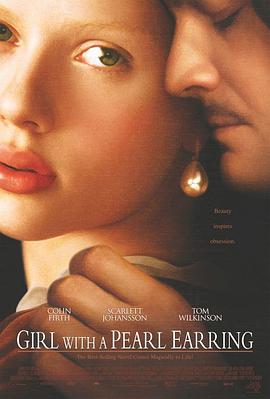 Beauty
inspires
obsession.
COLIN FIRTH
SCARLETT JOHANSSON
TOM WILKINSON
GIRL WITH A PEARL EARRING
The Best-Selling Novel Comes Magically to Life!